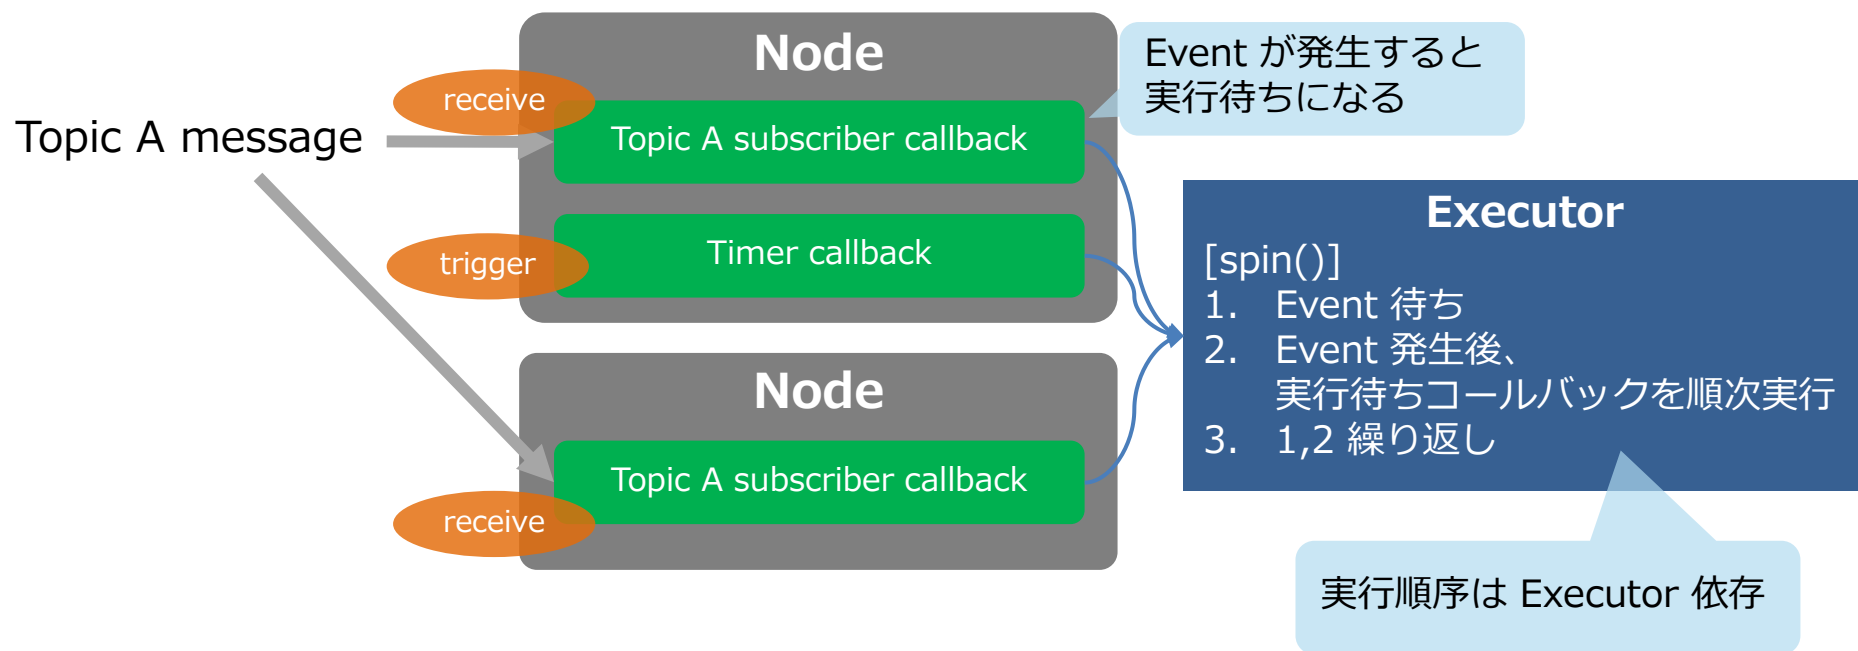 Node
Event が発生すると
実行待ちになる
receive
Topic A message
Topic A subscriber callback
trigger
Timer callback
Executor
[spin()]
1. Event 待ち
2. Event 発生後、
実行待ちコールバックを順次実行
3. 1,2 繰り返し
Node
Topic A subscriber callback
receive
実行順序は Executor 依存